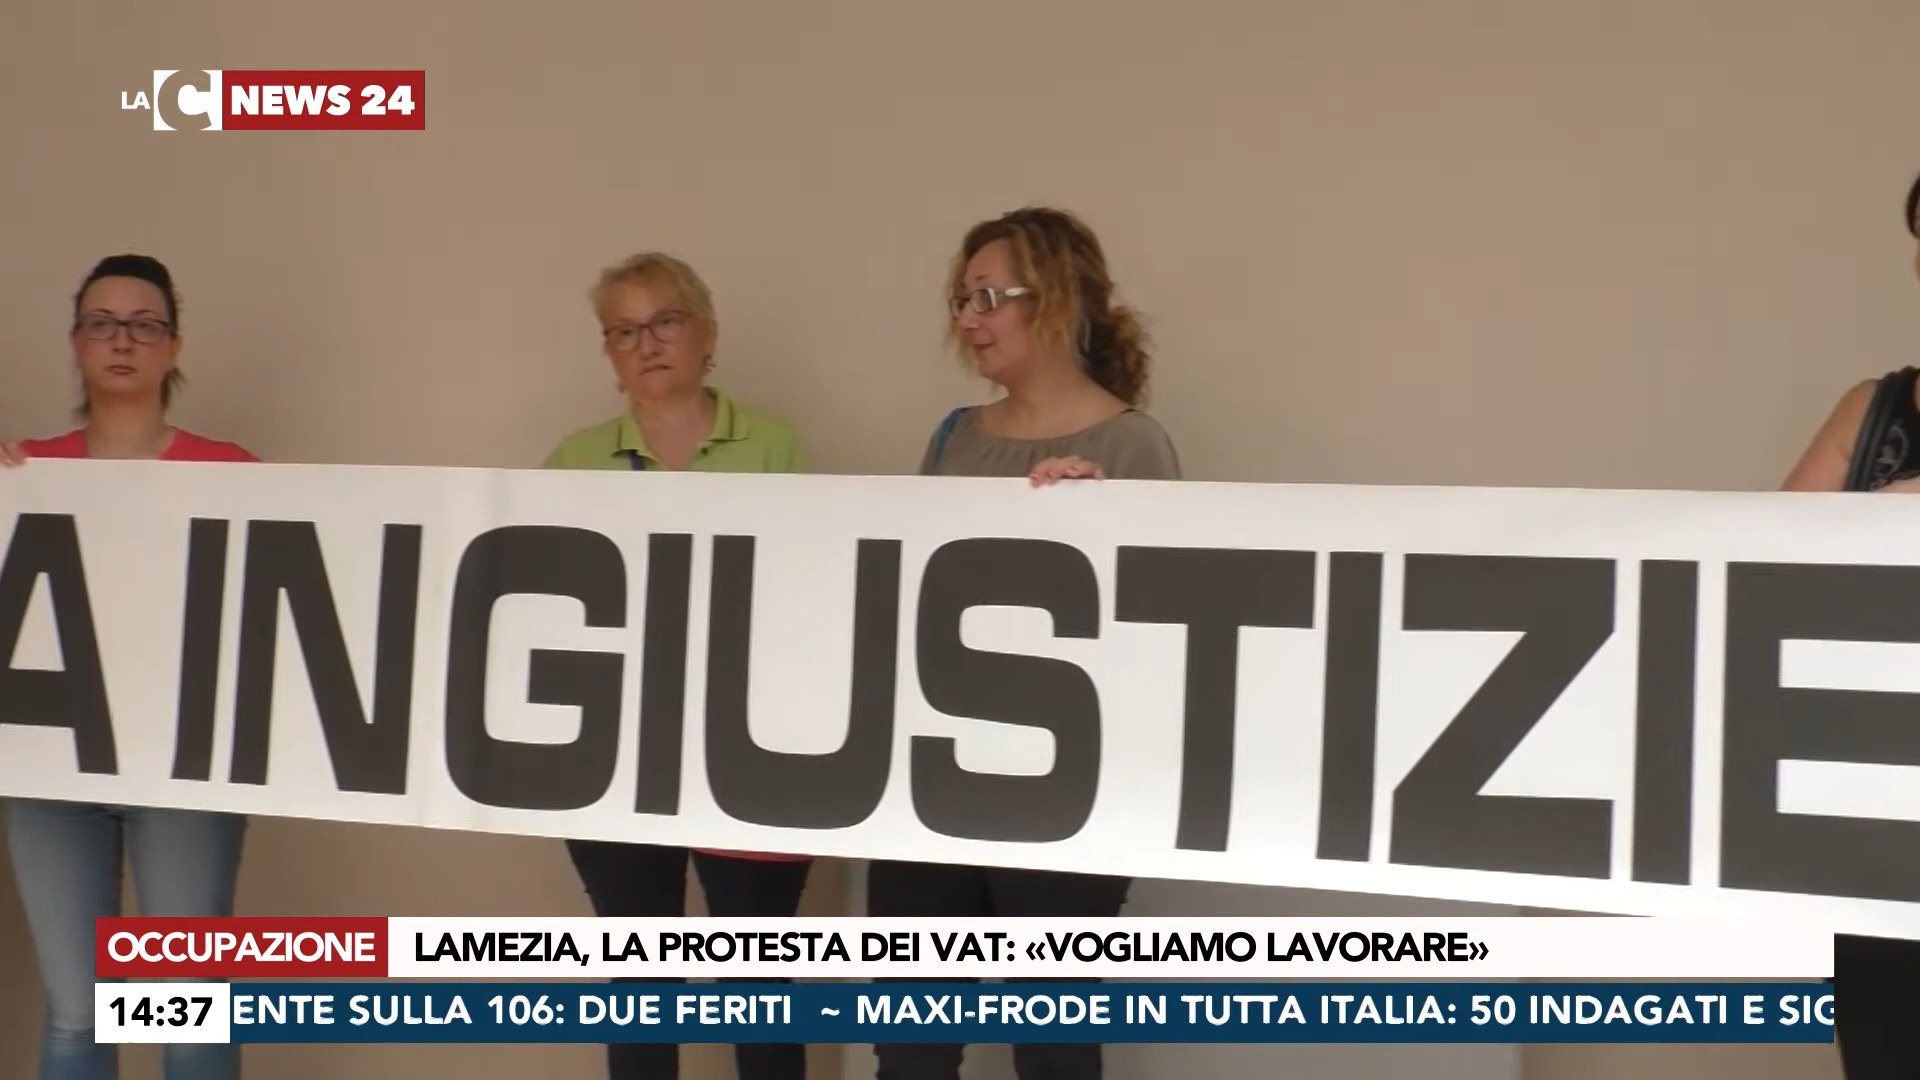 LA C NEWS 24
A INGIUSTIZIE
OCCUPAZIONE LAMEZIA, LA PROTESTA DEI VAT: «VOGLIAMO LAVORARE»
14:37 ENTE SULLA 106: DUE FERITI ~ MAXI-FRODE IN TUTTA ITALIA: 50 INDAGATI E SIG